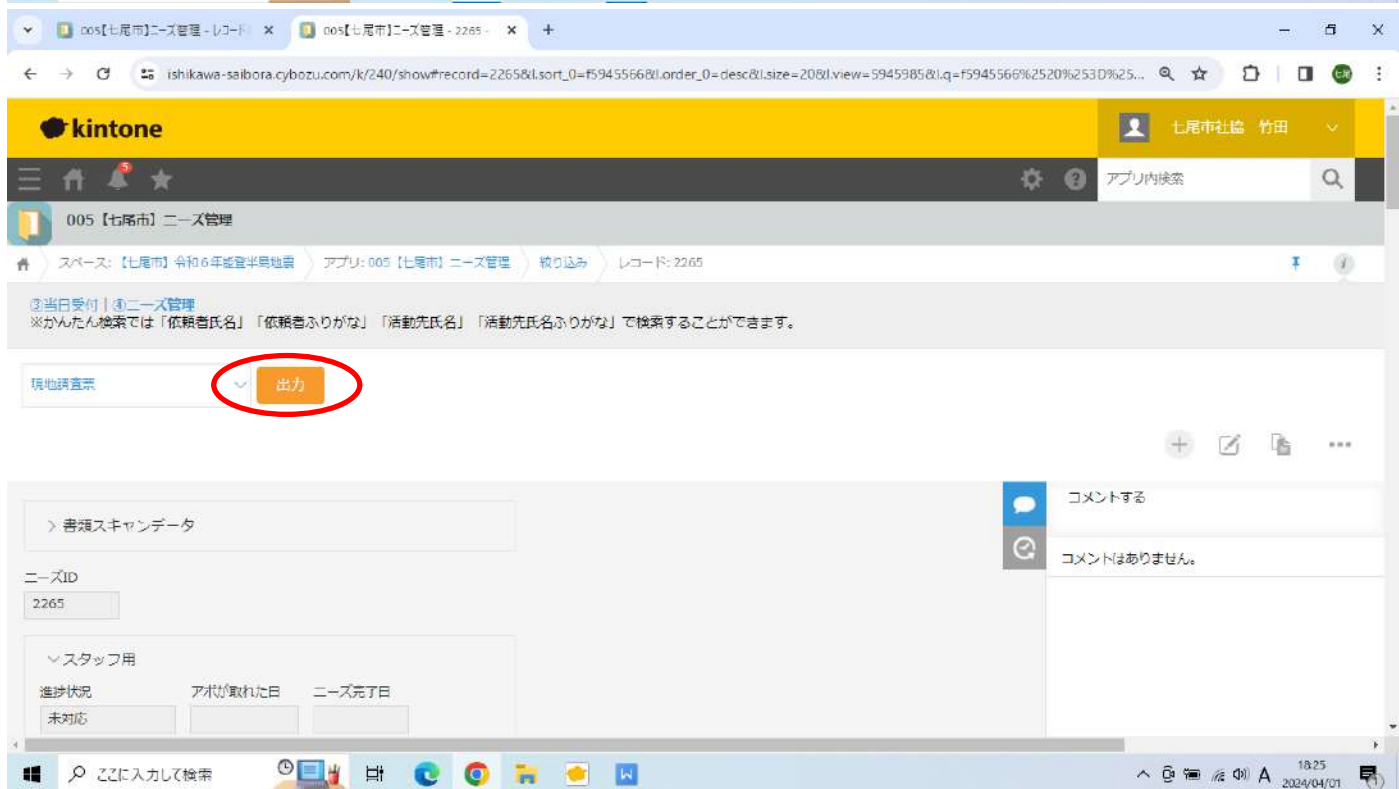 005【七尾市】ニーズ管理 - レコード
005【七尾市】ニーズ管理 - 2265 -
ishikawa-saibora.cybozu.com/k/240/show#record=2265&l.sort_0=f5945566&l.order_0=desc&l.size=20&l.view=5945985&l.q=f5945566%2520%253D%25...
kintone
七尾市社協 竹田
5
アプリ内検索
005【七尾市】ニーズ管理
スペース:【七尾市】令和6年能登半島地震
アプリ: 005【七尾市】ニーズ管理
絞り込み
レコード: 2265
③当日受付 | ④ニーズ管理
※かんたん検索では「依頼者氏名」「依頼者ふりがな」「活動先氏名」「活動先氏名ふりがな」で検索することができます。
現地調査票
出力
コメントする
コメントはありません。
書類スキャンデータ
ニーズID
2265
スタッフ用
進捗状況 アポが取れた日 ニーズ完了日
未対応
ここに入力して検索
A
18:25
2024/04/01